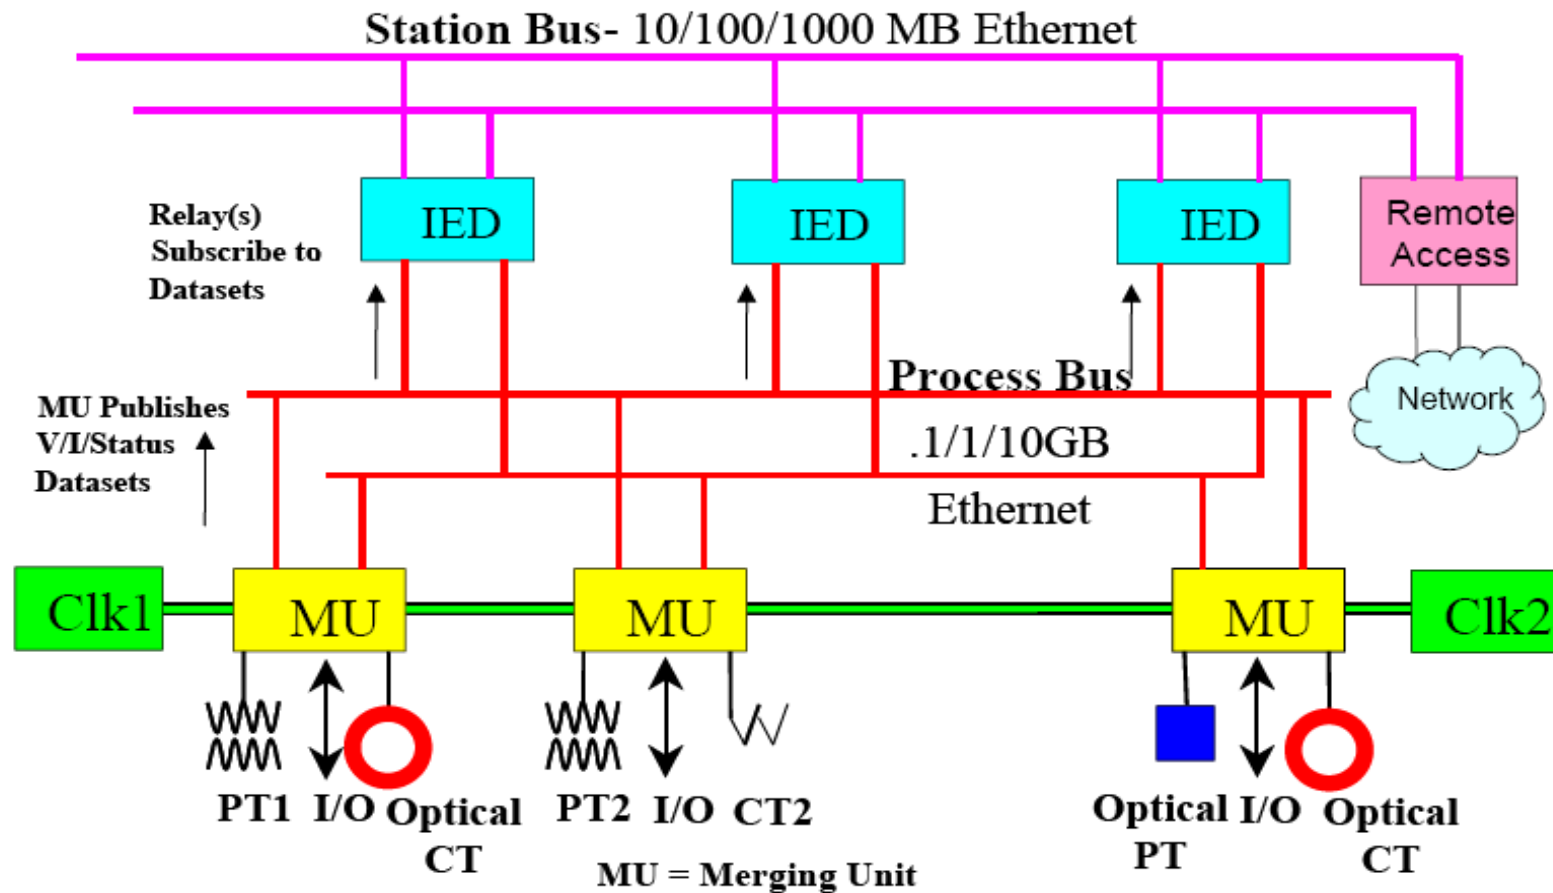 Station Bus- 10/100/1000 MB Ethernet
Relay(s)
Subscribe to
Datasets
IED
IED
IED
Remote
Access
MU Publishes
V/I/Status
Datasets
Process Bus
.1/1/10GB
Ethernet
Network
Clk1
MU
MU
MU
Clk2
PT1
I/O
Optical
CT
PT2
I/O
CT2
Optical
PT
I/O
Optical
CT
MU = Merging Unit